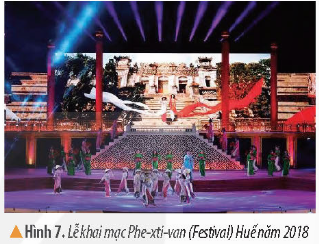 ▲Hình 7. Lễ khai mạc Phe-xti-van (Festival) Huế năm 2018